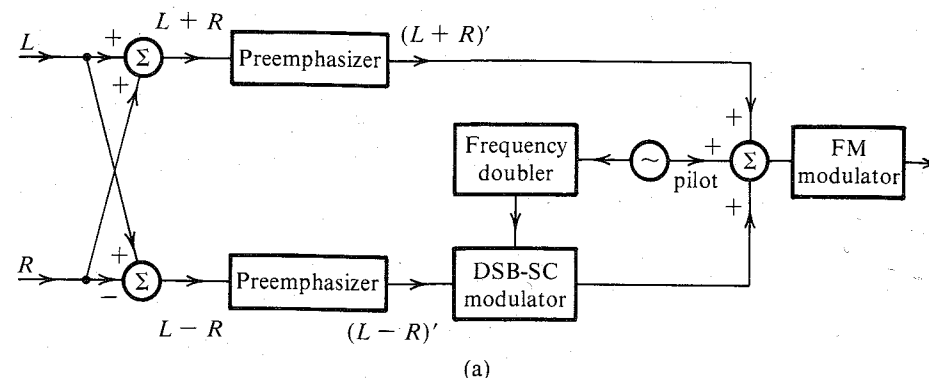 L
+
L + R
Preemphasizer
(L + R)′
Σ
+
+
Frequency
doubler
~
pilot
+
Σ
+
FM
modulator
R
+
Σ
−
L − R
Preemphasizer
(L − R)′
DSB-SC
modulator
(a)